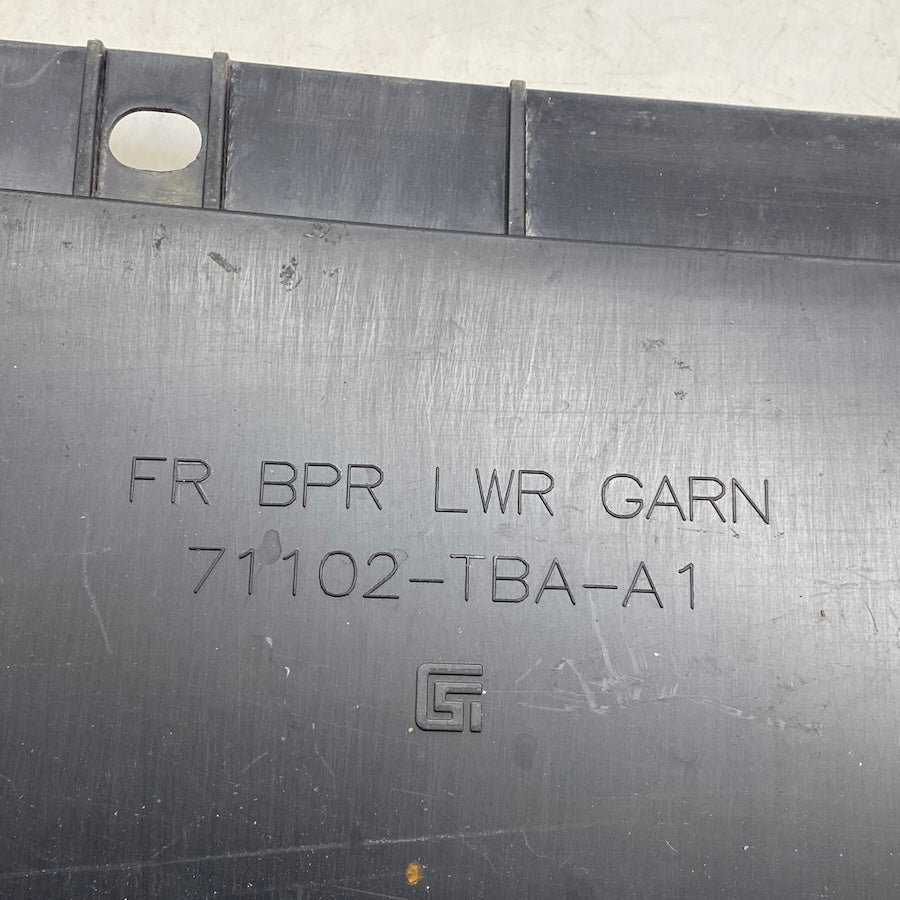 FR BPR LWR GARN
71102-TBA-A1